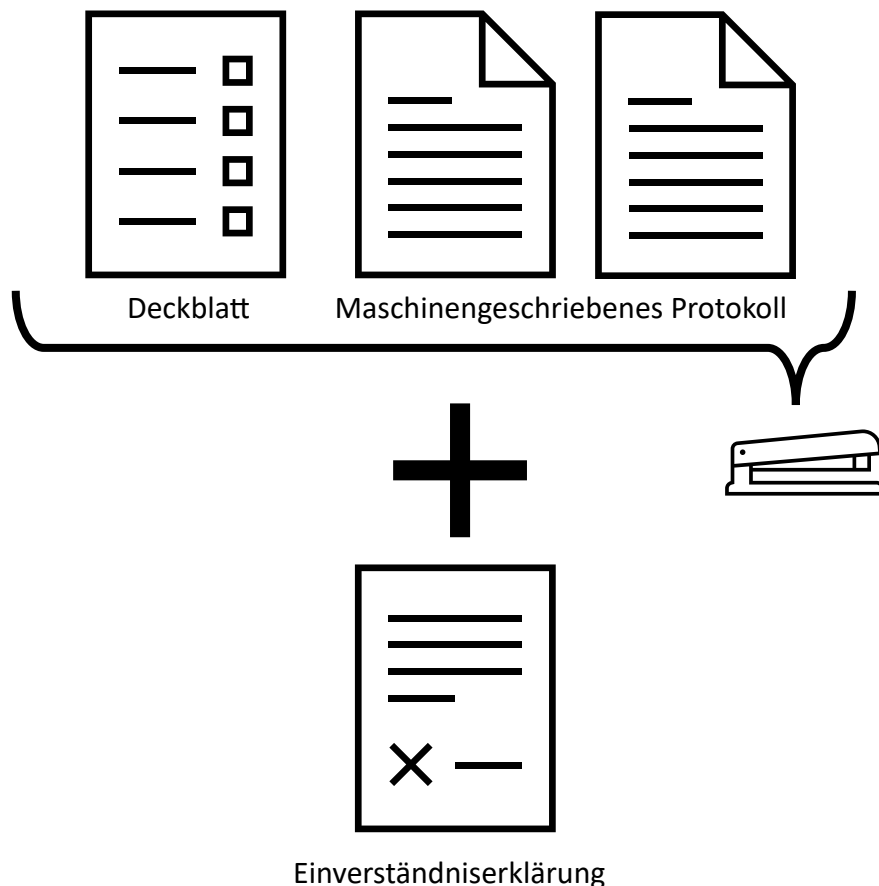 Deckblatt
Maschinengeschriebenes Protokoll
Einverständniserklärung